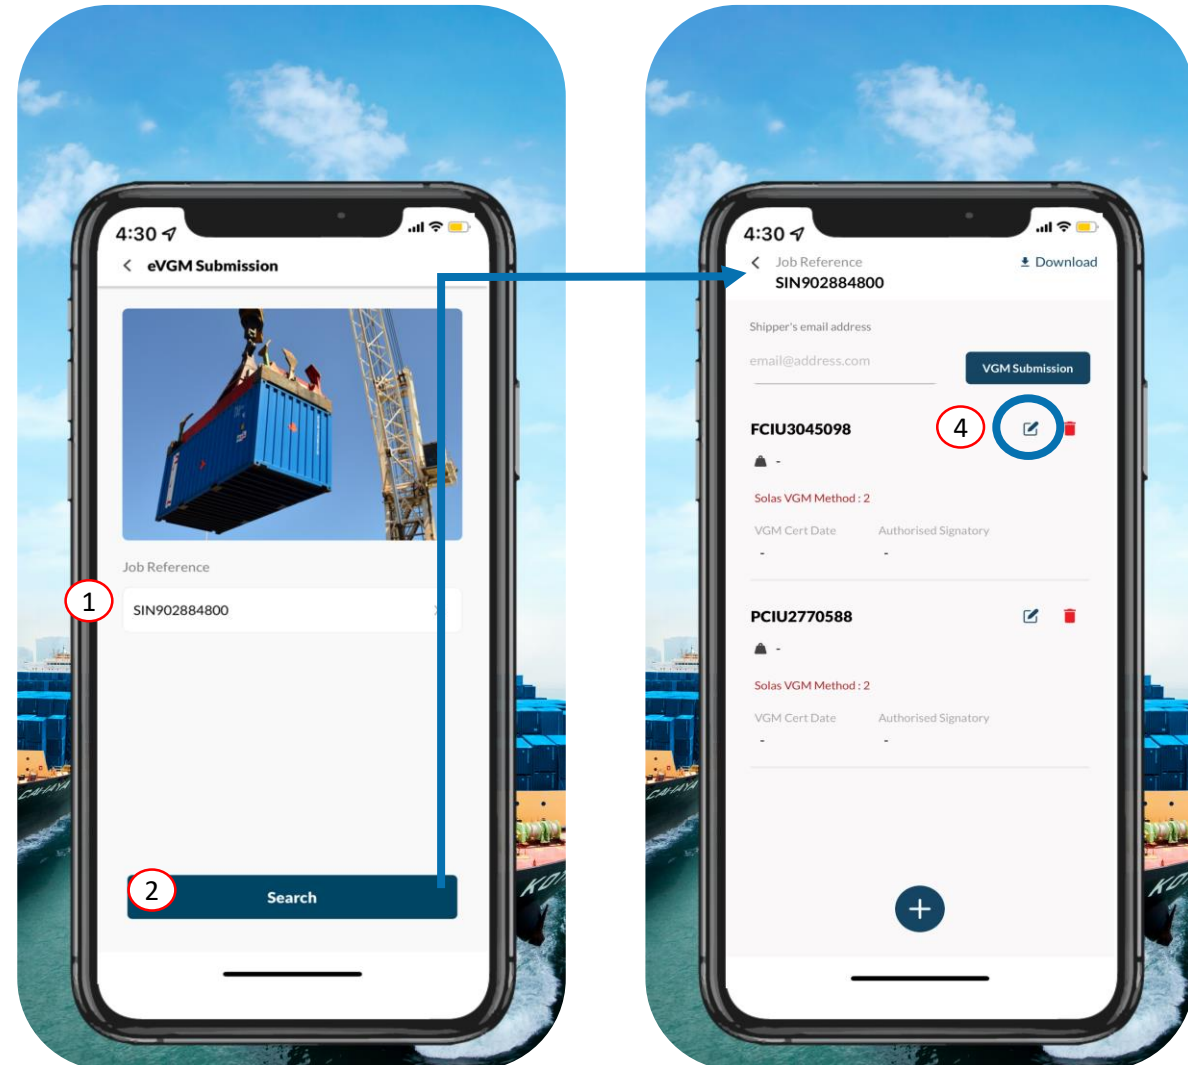 4:30
eVGM Submission
Job Reference
1
SIN902884800
2
Search
4:30
Job Reference
Download
SIN902884800
Shipper's email address
email@address.com
VGM Submission
FCIU3045098
4
-
Solas VGM Method : 2
VGM Cert Date Authorised Signatory
- -
PCIU2770588
-
Solas VGM Method : 2
VGM Cert Date Authorised Signatory
- -